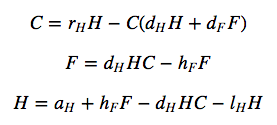 C = r_H H − C(d_H H + d_F F)
F = d_H HC − h_F F
H = a_H + h_F F − d_H HC − l_H H